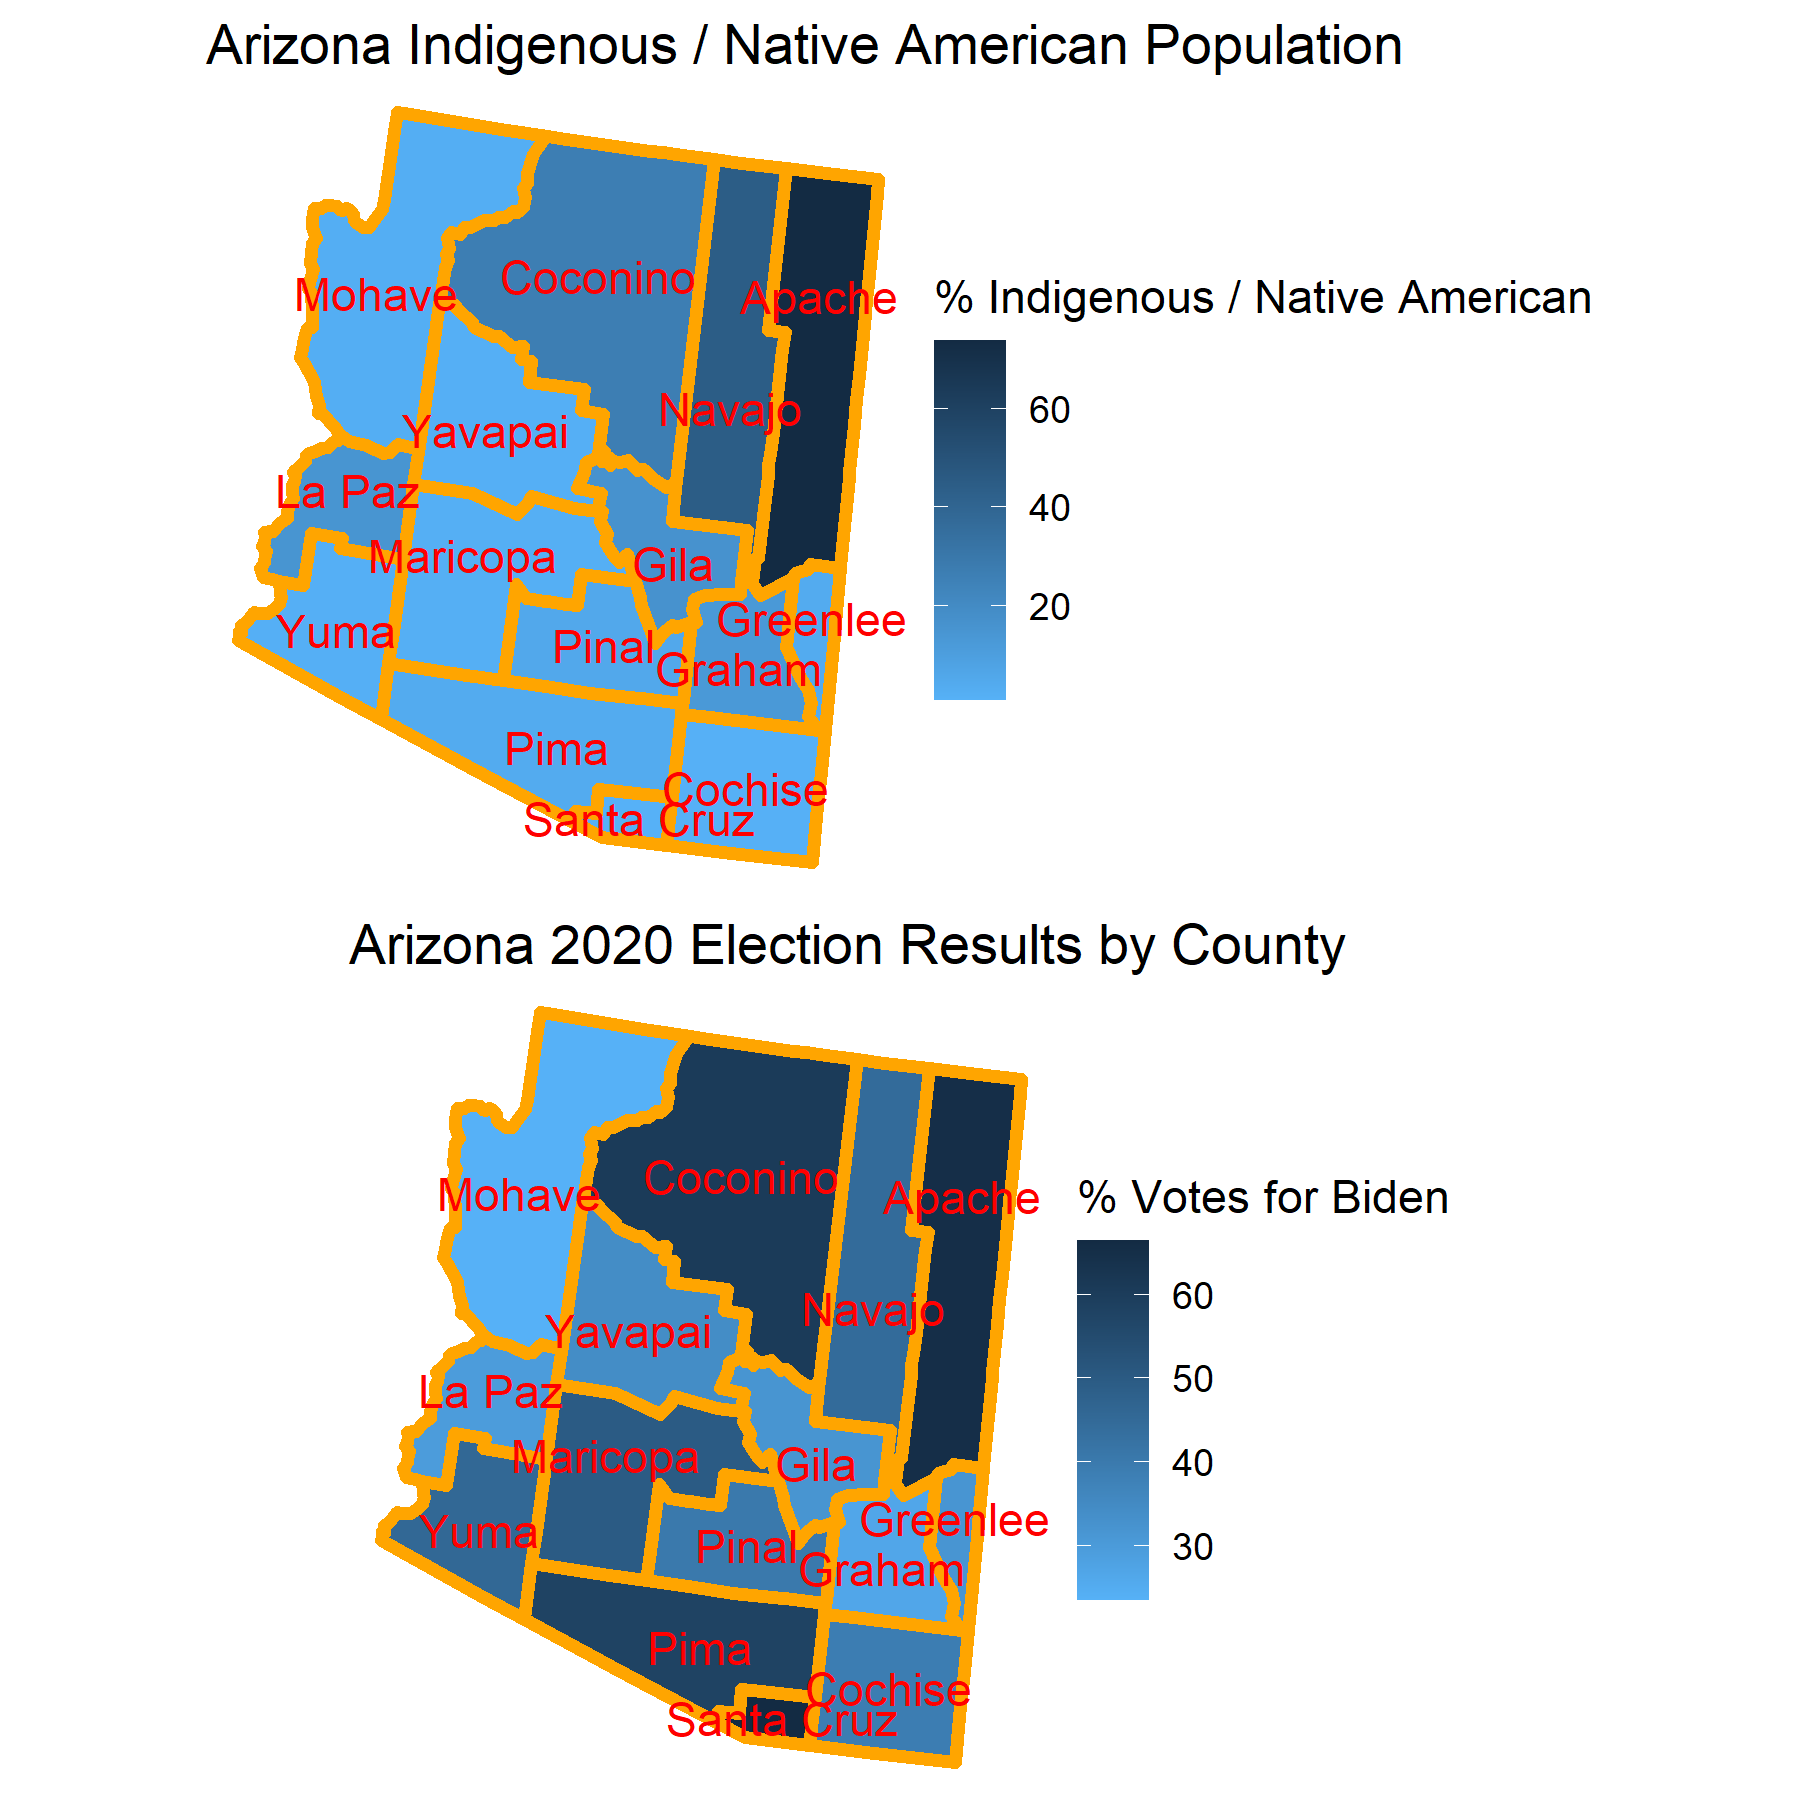 Arizona Indigenous / Native American Population
Coconino
Mohave
Apache
% Indigenous / Native American
Navajo
60
Yavapai
La Paz
40
Maricopa
Gila
20
Greenlee
Yuma
Pinal
Graham
Pima
Cochise
Santa Cruz
Arizona 2020 Election Results by County
Coconino
Mohave
Apache
% Votes for Biden
60
Navajo
Yavapai
50
La Paz
Maricopa
Gila
40
Greenlee
Yuma
Pinal
30
Graham
Pima
Cochise
Santa Cruz